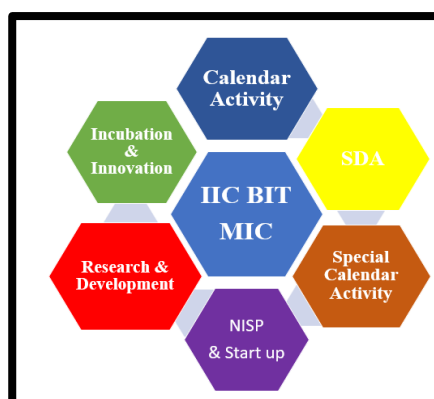 Calendar
Activity
Incubation
&
Innovation
SDA
IIC BIT
MIC
Research &
Development
Special
Calendar
Activity
NISP
& Start up